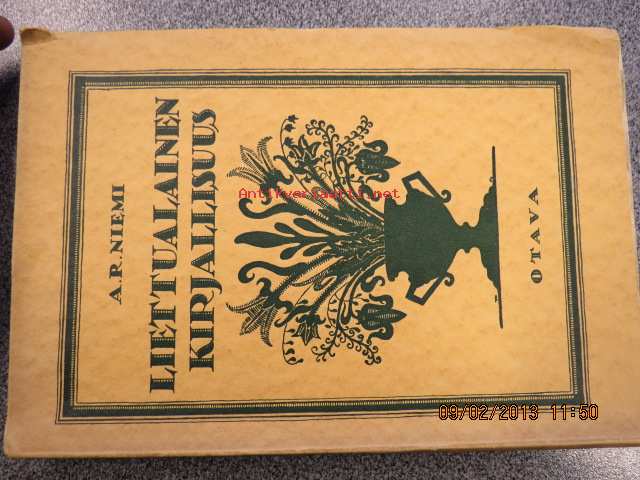 A.R.NIEMI
LIETTUALAINEN
KIRJALLISUUS
Antikvariaatti.net
OTAVA
09/02/2013 11:50